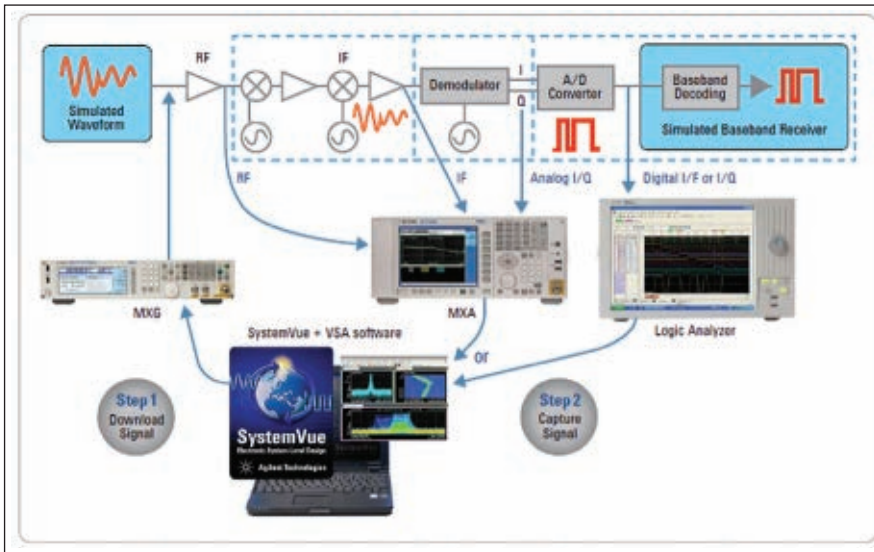 RF
IF
Simulated
Waveform
Demodulator
I
Q
A/D
Converter
Baseband
Decoding
Simulated Baseband Receiver
RF
IF
Analog I/Q
Digital I/F or I/Q
MXG
MXA
Logic Analyzer
SystemVue + VSA software
or
Step 1
Download
Signal
Step 2
Capture
Signal
SystemVue
Electronic System-Level Design
Agilent Technologies